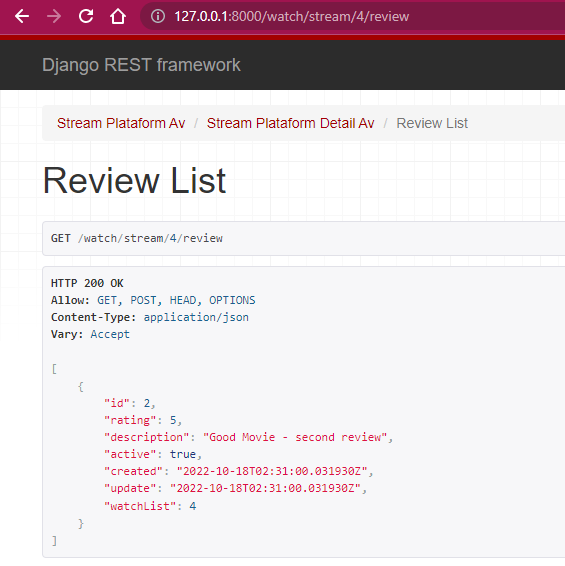 127.0.0.1:8000/watch/stream/4/review
Django REST framework
Stream Plataform Av / Stream Plataform Detail Av / Review List
Review List
GET /watch/stream/4/review
HTTP 200 OK
Allow: GET, POST, HEAD, OPTIONS
Content-Type: application/json
Vary: Accept
[
    {
        "id": 2,
        "rating": 5,
        "description": "Good Movie - second review",
        "active": true,
        "created": "2022-10-18T02:31:00.031930Z",
        "update": "2022-10-18T02:31:00.031930Z",
        "watchList": 4
    }
]